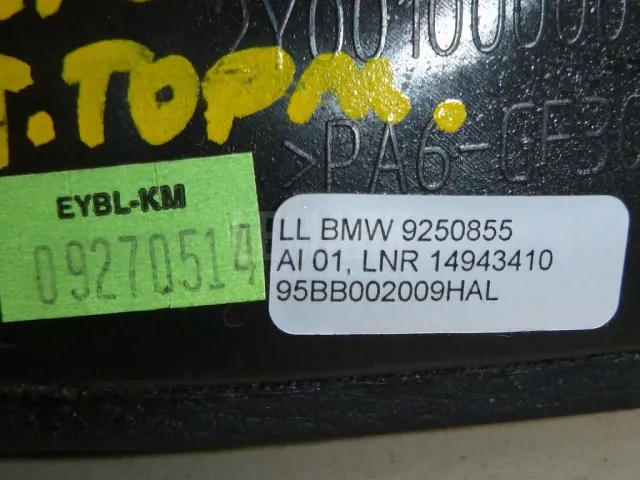 Т.ТОРМ.
>PA6-GF30
EYBL-KM
09270514
LL BMW 9250855
AI 01, LNR 14943410
95BB002009HAL